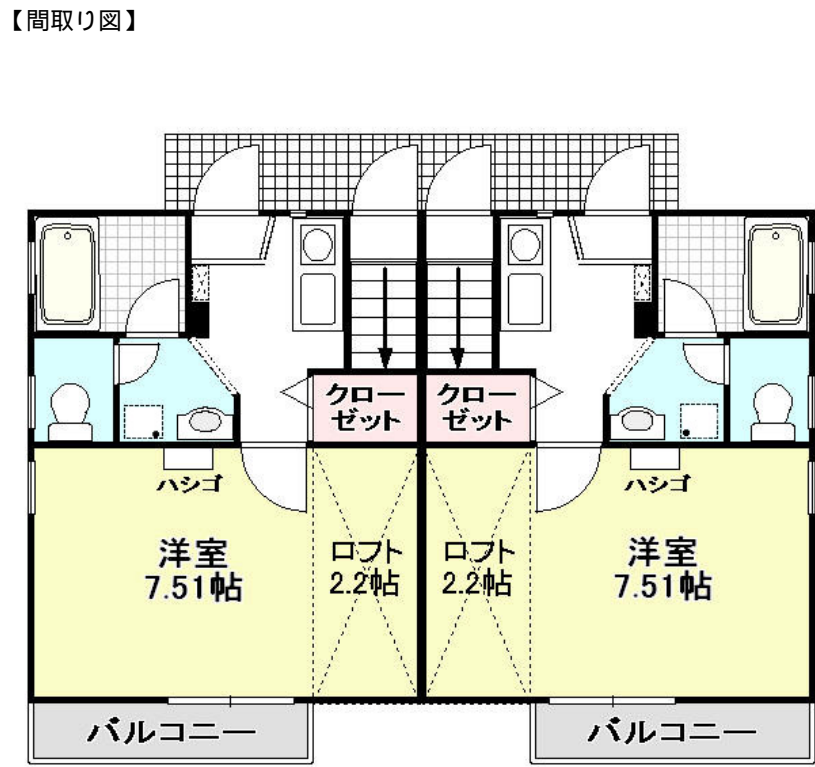 【間取り図】
クロー
ゼット
クロー
ゼット
ハシゴ
ハシゴ
洋室
7.51帖
ロフト
2.2帖
ロフト
2.2帖
洋室
7.51帖
バルコニー
バルコニー